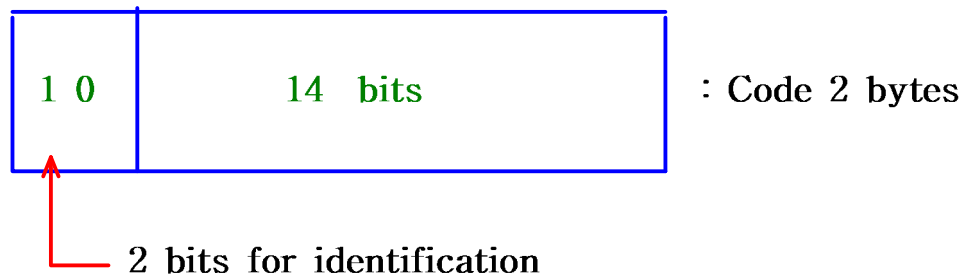 1 0 14 bits : Code 2 bytes
2 bits for identification